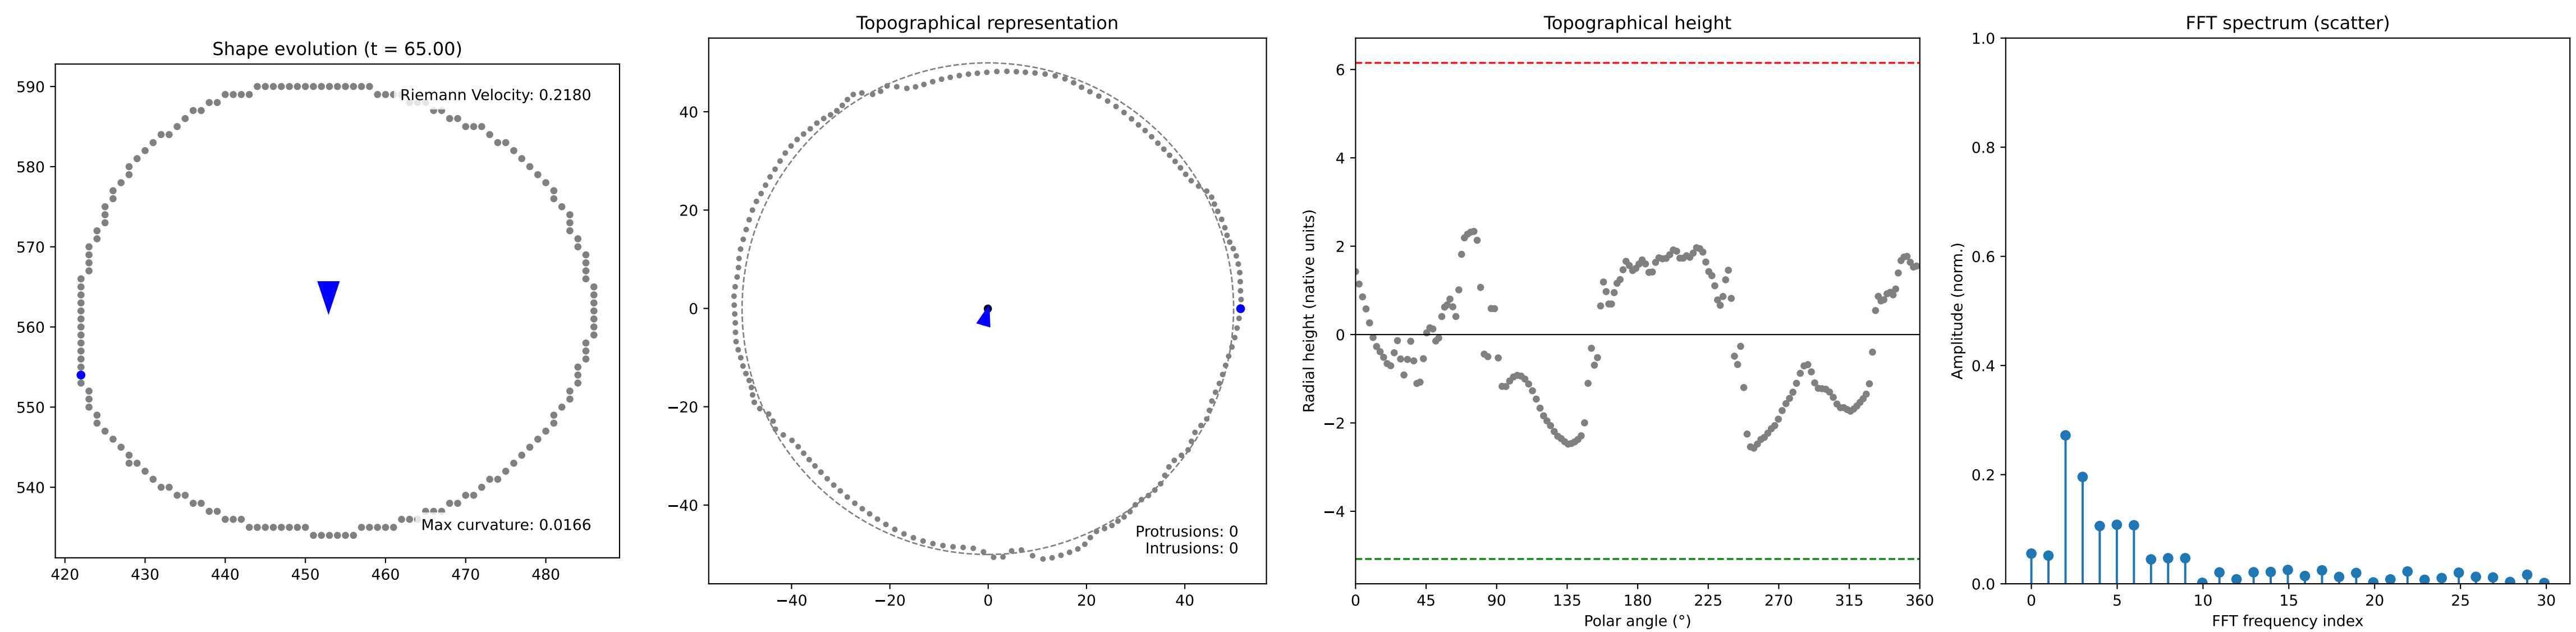 Shape evolution (t = 65.00)
Riemann Velocity: 0.2180
Max curvature: 0.0166
590
580
570
560
550
540
420 430 440 450 460 470 480
Topographical representation
40
20
0
−20
−40
−40 −20 0 20 40
Protrusions: 0
Intrusions: 0
Topographical height
Radial height (native units)
6
4
2
0
−2
−4
0 45 90 135 180 225 270 315 360
Polar angle (°)
FFT spectrum (scatter)
Amplitude (norm.)
1.0
0.8
0.6
0.4
0.2
0.0
0 5 10 15 20 25 30
FFT frequency index